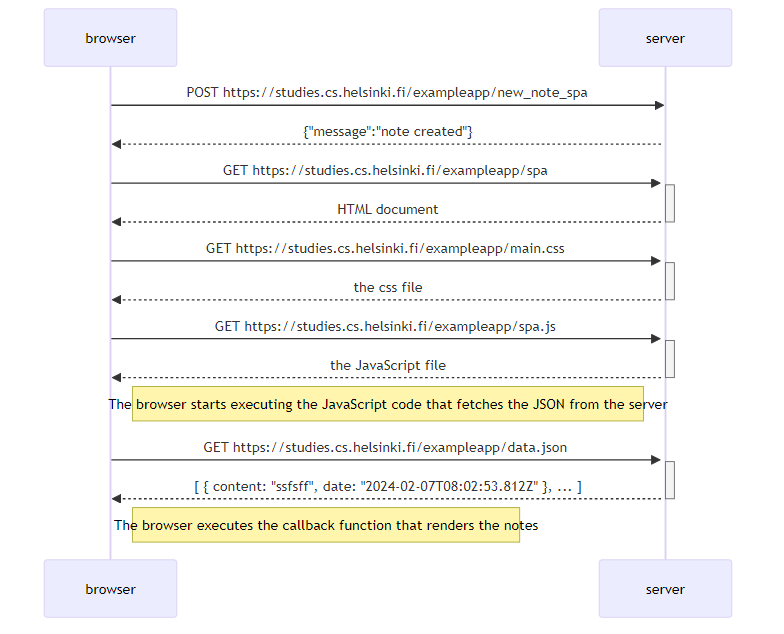 browser
server
POST https://studies.cs.helsinki.fi/exampleapp/new_note_spa
{"message":"note created"}
GET https://studies.cs.helsinki.fi/exampleapp/spa
HTML document
GET https://studies.cs.helsinki.fi/exampleapp/main.css
the css file
GET https://studies.cs.helsinki.fi/exampleapp/spa.js
the JavaScript file
The browser starts executing the JavaScript code that fetches the JSON from the server
GET https://studies.cs.helsinki.fi/exampleapp/data.json
[ { content: "ssfsff", date: "2024-02-07T08:02:53.812Z" }, ... ]
The browser executes the callback function that renders the notes
browser
server